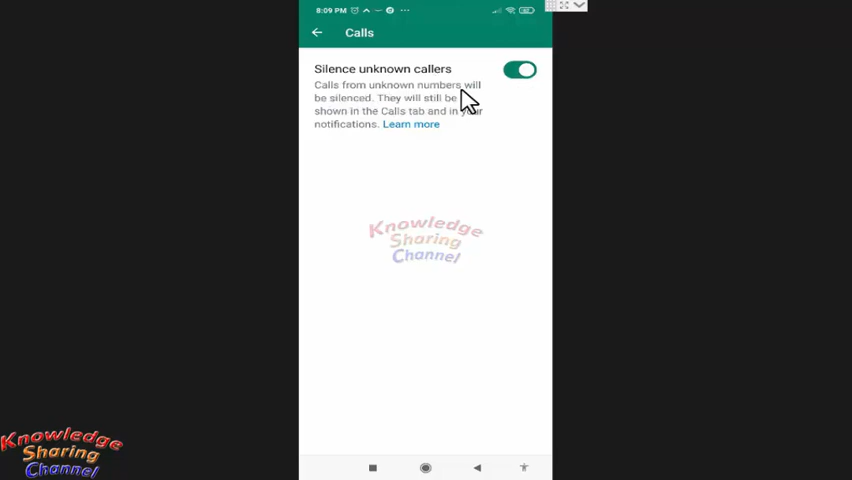 8:09 PM
Calls
Silence unknown callers
Calls from unknown numbers will
be silenced. They will still be
shown in the Calls tab and in your
notifications. Learn more
Knowledge
Sharing
Channel
Knowledge
Sharing
Channel